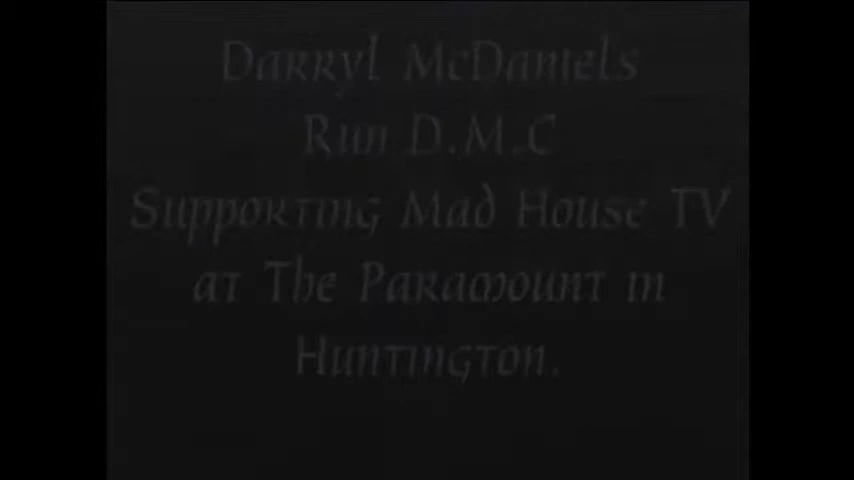 Darryl McDaniels
Run D.M.C
Supporting Mad House TV
at The Paramount in
Huntington.